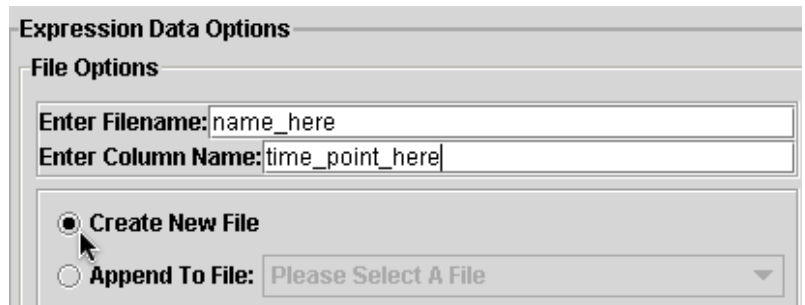 Expression Data Options
File Options
Enter Filename: name_here
Enter Column Name: time_point_here
Create New File
Append To File: Please Select A File